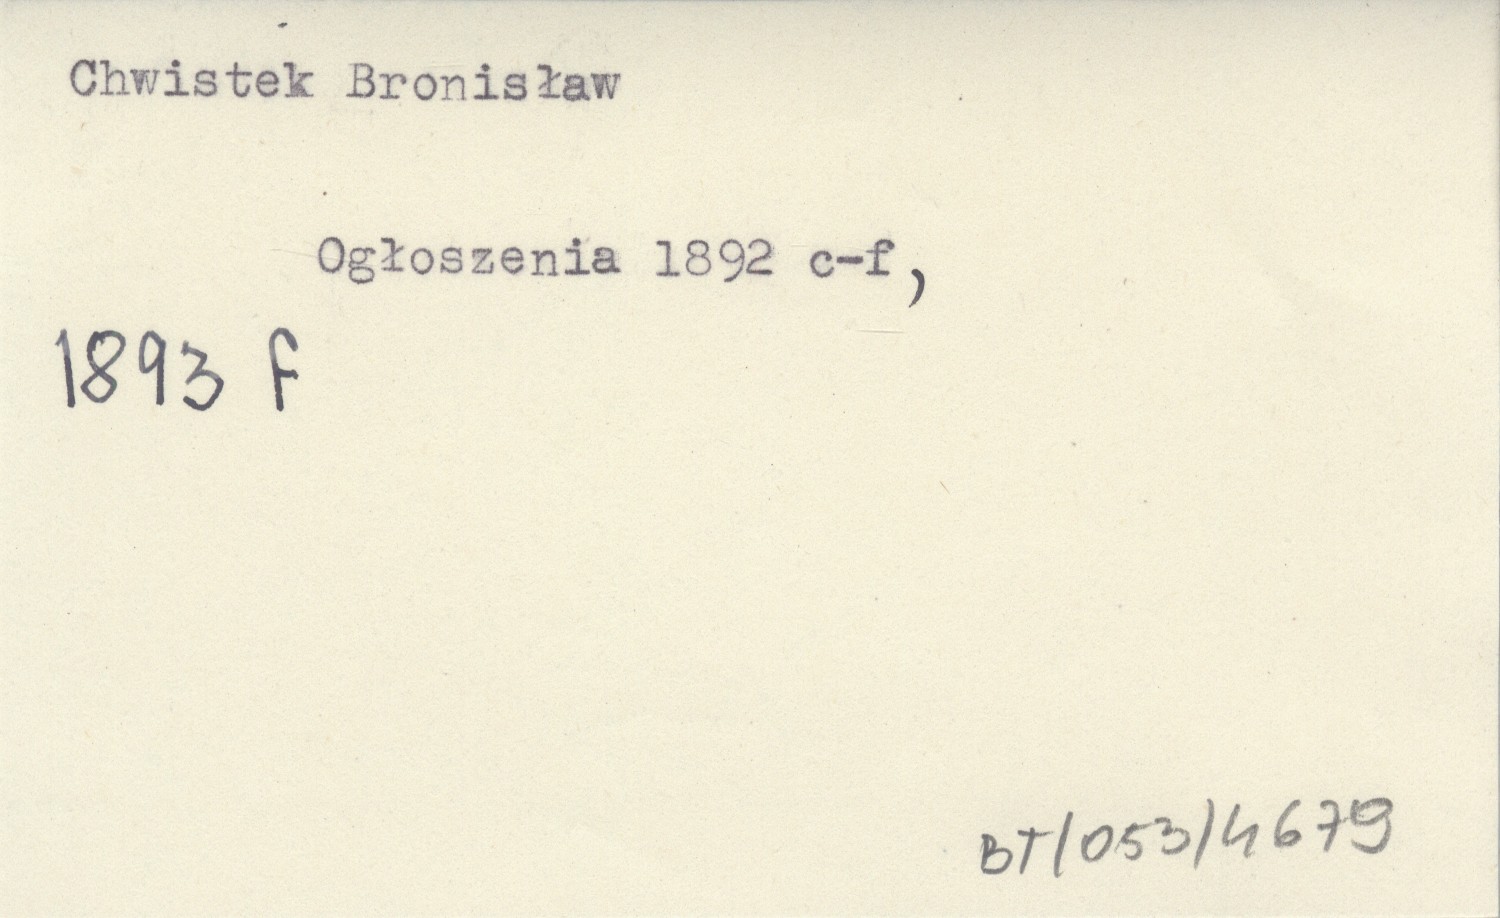 Chwistek Bronisław
Ogłoszenia 1892 c-f,
1893 f
BT/053/4679